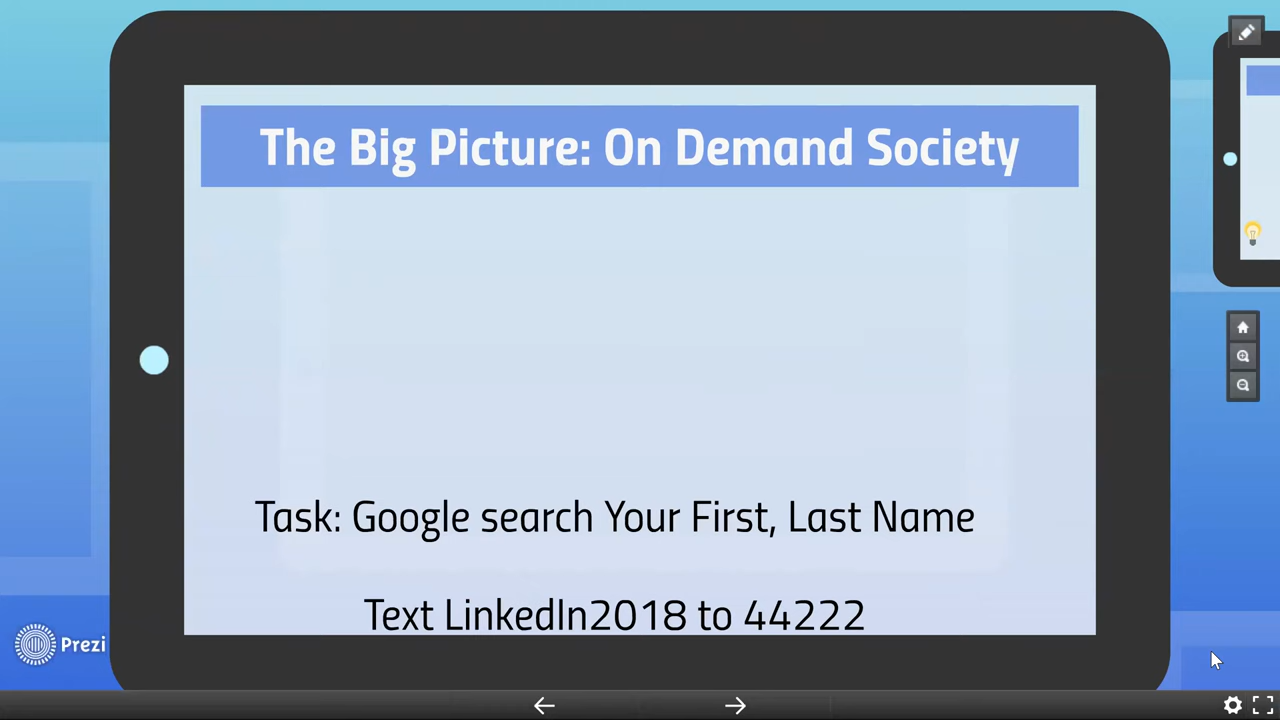 The Big Picture: On Demand Society
Task: Google search Your First, Last Name
Text LinkedIn2018 to 44222
Prezi